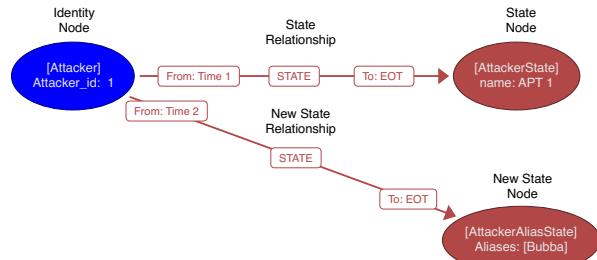 Identity
Node
State
Relationship
State
Node
[Attacker]
Attacker_id:  1
From: Time 1
STATE
To: EOT
[AttackerState]
name: APT 1
From: Time 2
New State
Relationship
STATE
To: EOT
New State
Node
[AttackerAliasState]
Aliases: [Bubba]